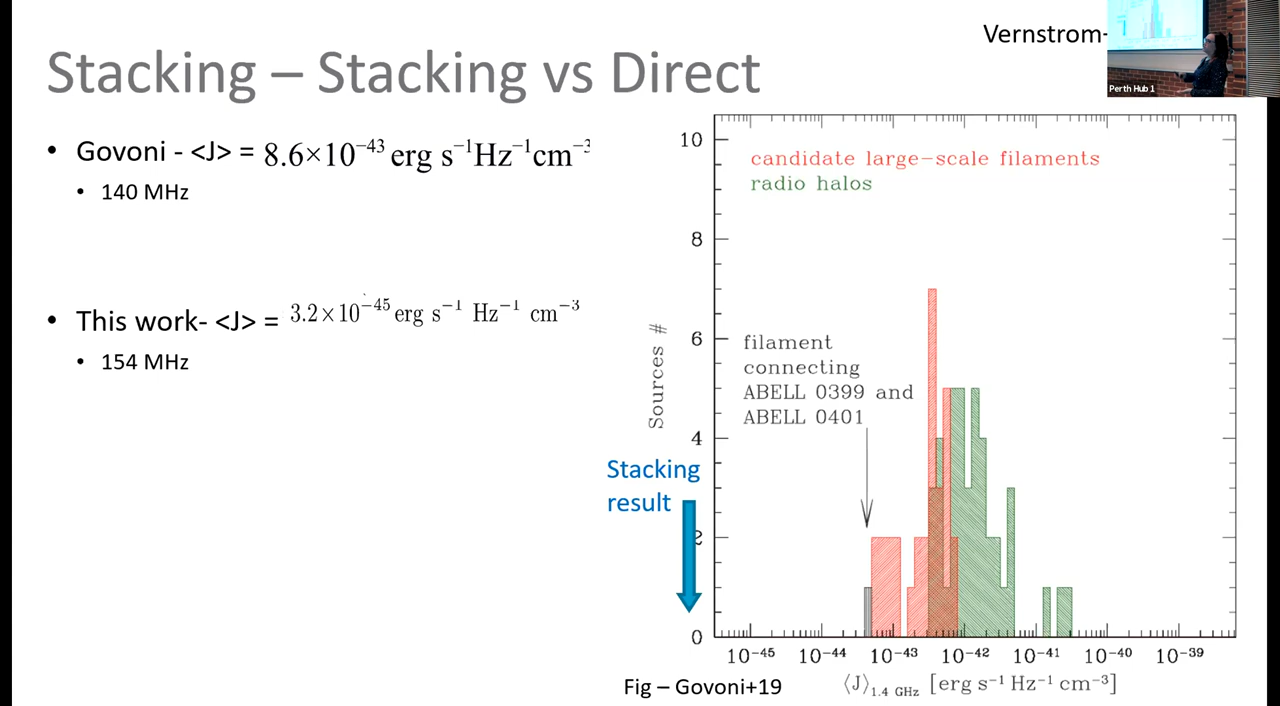 Vernstrom-
Perth Hub 1
Stacking – Stacking vs Direct
• Govoni - <J> = 8.6×10⁻⁴³ erg s⁻¹Hz⁻¹cm⁻³
• 140 MHz
• This work- <J> = 3.2×10⁻⁴⁵ erg s⁻¹ Hz⁻¹ cm⁻³
• 154 MHz
candidate large-scale filaments
radio halos
filament
connecting
ABELL 0399 and
ABELL 0401
Stacking
result
Sources #
10
8
6
4
2
0
10⁻⁴⁵ 10⁻⁴⁴ 10⁻⁴³ 10⁻⁴² 10⁻⁴¹ 10⁻⁴⁰ 10⁻³⁹
⟨J⟩1.4 GHz [erg s⁻¹ Hz⁻¹ cm⁻³]
Fig – Govoni+19